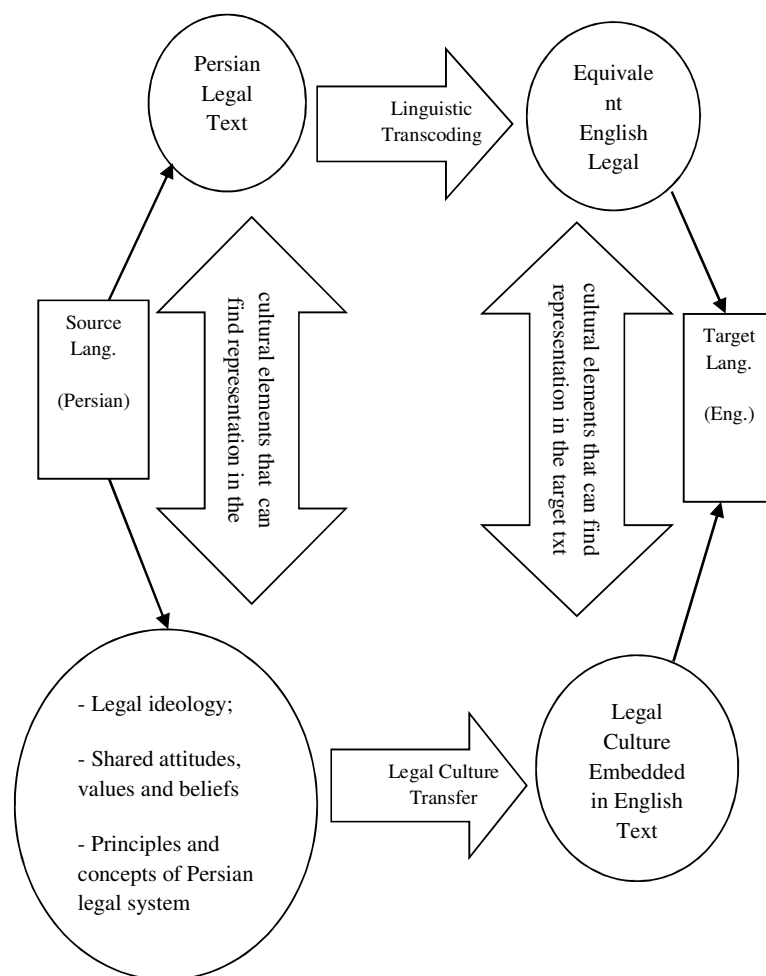 Persian
Legal
Text
Linguistic
Transcoding
Equivale
nt
English
Legal
Source
Lang.
(Persian)
cultural elements that can
find representation in the
cultural elements that can find
representation in the target txt
Target
Lang.
(Eng.)
- Legal ideology;
- Shared attitudes,
values and beliefs
- Principles and
concepts of Persian
legal system
Legal Culture
Transfer
Legal
Culture
Embedded
in English
Text